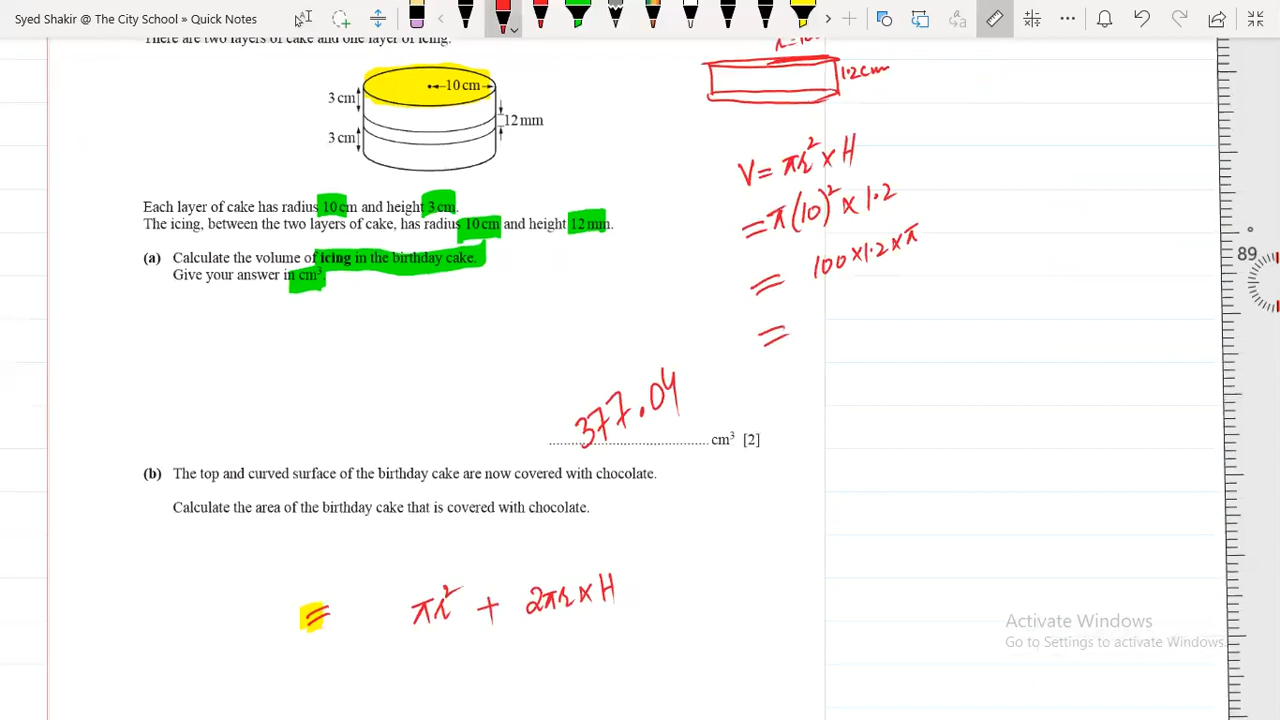 Syed Shakir @ The City School » Quick Notes
There are two layers of cake and one layer of icing.
10 cm
3 cm
12 mm
3 cm
1.2cm
Each layer of cake has radius 10 cm and height 3 cm.
The icing, between the two layers of cake, has radius 10 cm and height 12 mm.
(a) Calculate the volume of icing in the birthday cake.
Give your answer in cm³.
V = πr² × H
= π(10)² × 1.2
= 100 × 1.2 × π
=
377.04
........................................ cm³ [2]
(b) The top and curved surface of the birthday cake are now covered with chocolate.
Calculate the area of the birthday cake that is covered with chocolate.
= πr² + 2πr × H
89
Activate Windows
Go to Settings to activate Windows.